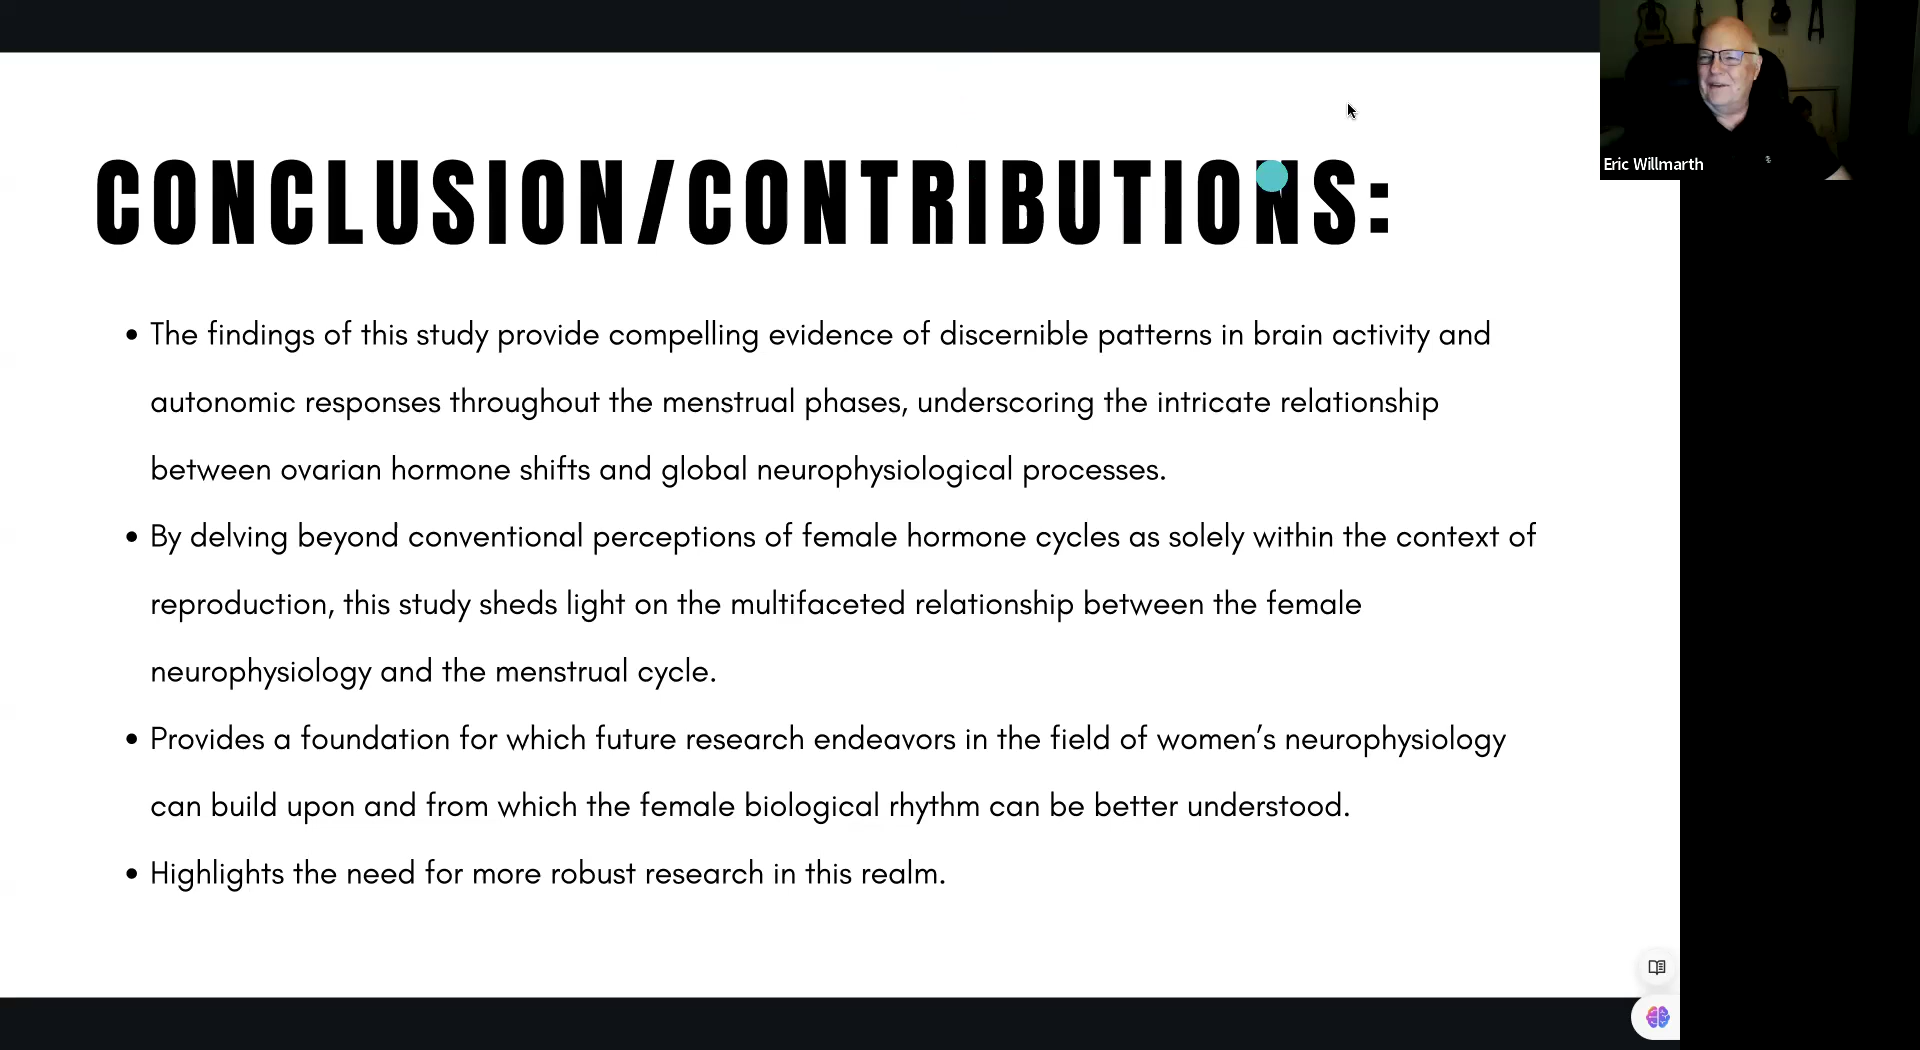 CONCLUSION/CONTRIBUTIONS:
Eric Willmarth
• The findings of this study provide compelling evidence of discernible patterns in brain activity and
autonomic responses throughout the menstrual phases, underscoring the intricate relationship
between ovarian hormone shifts and global neurophysiological processes.
• By delving beyond conventional perceptions of female hormone cycles as solely within the context of
reproduction, this study sheds light on the multifaceted relationship between the female
neurophysiology and the menstrual cycle.
• Provides a foundation for which future research endeavors in the field of women’s neurophysiology
can build upon and from which the female biological rhythm can be better understood.
• Highlights the need for more robust research in this realm.